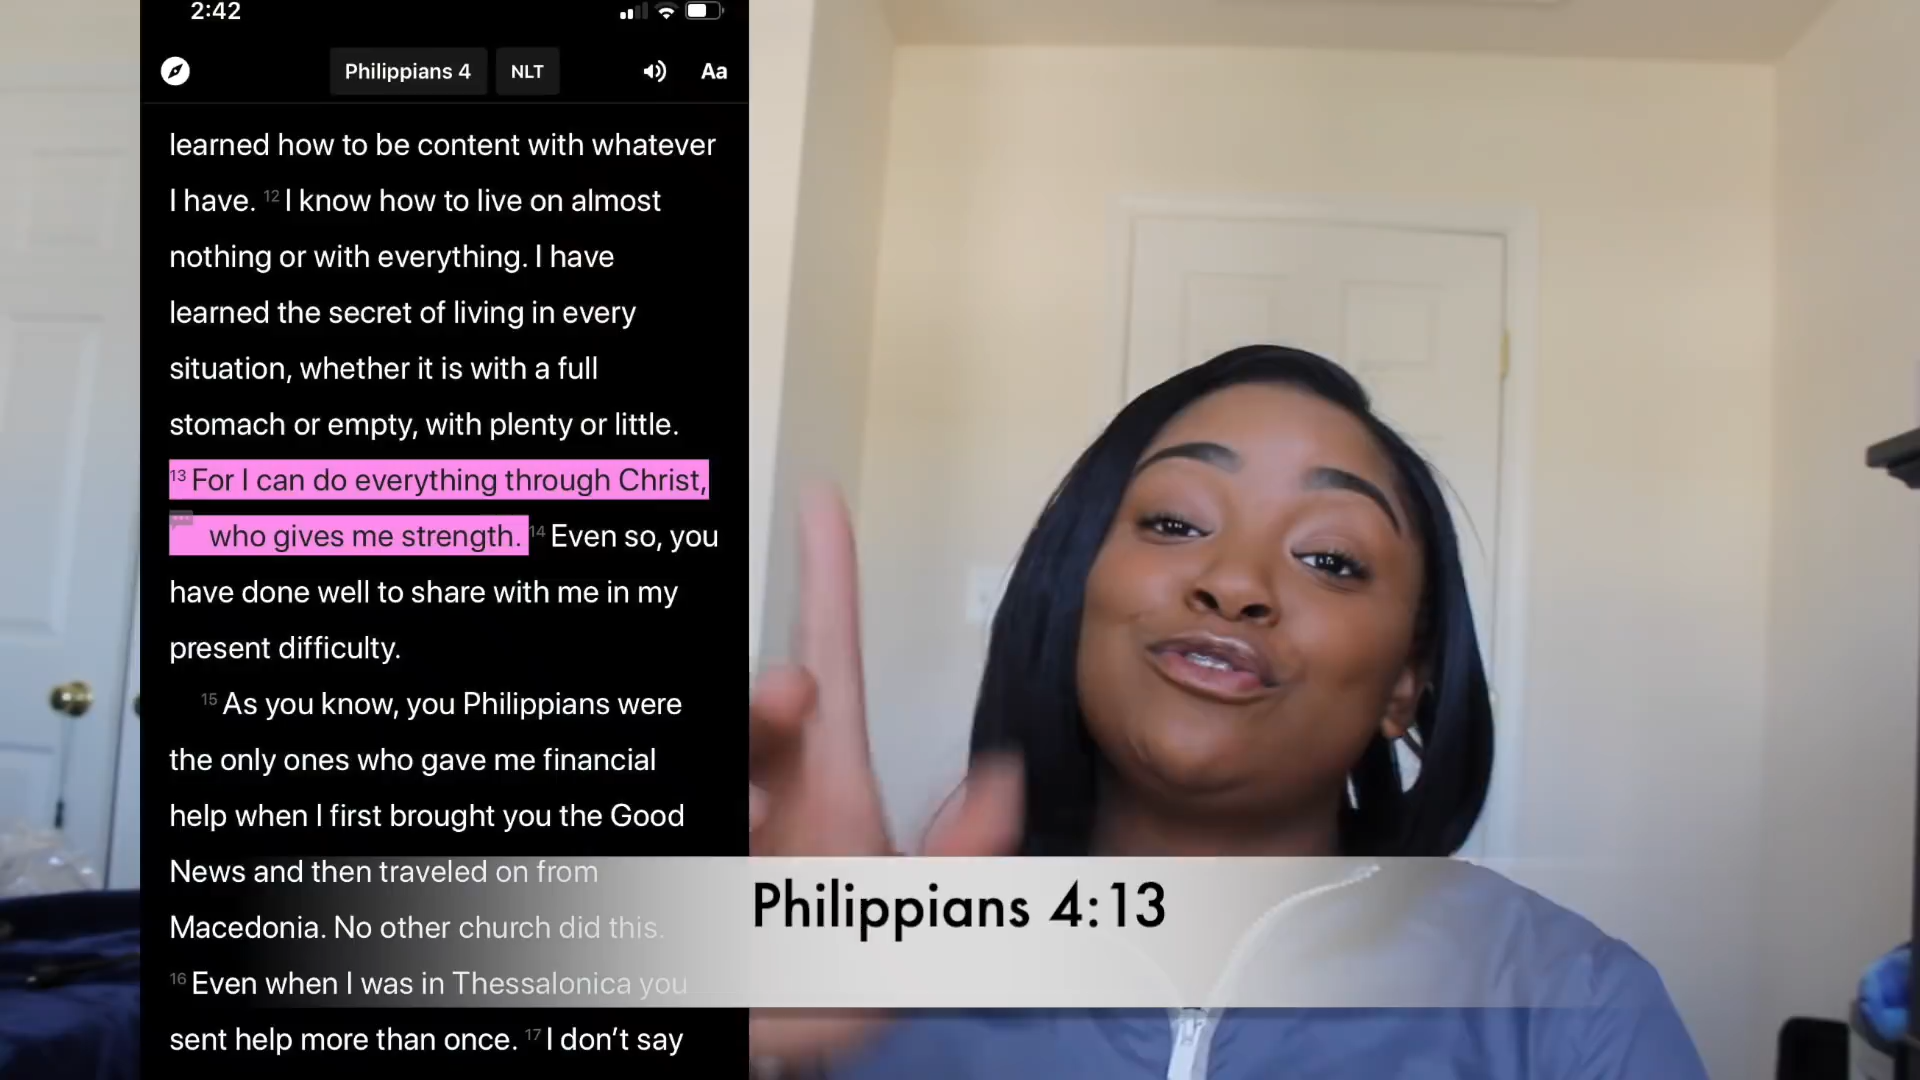 2:42
Philippians 4 NLT Aa
learned how to be content with whatever
I have. 12 I know how to live on almost
nothing or with everything. I have
learned the secret of living in every
situation, whether it is with a full
stomach or empty, with plenty or little.
13 For I can do everything through Christ,
who gives me strength. 14 Even so, you
have done well to share with me in my
present difficulty.
15 As you know, you Philippians were
the only ones who gave me financial
help when I first brought you the Good
News and then traveled on from
Macedonia. No other church did this.
16 Even when I was in Thessalonica you
sent help more than once. 17 I don’t say
Philippians 4:13